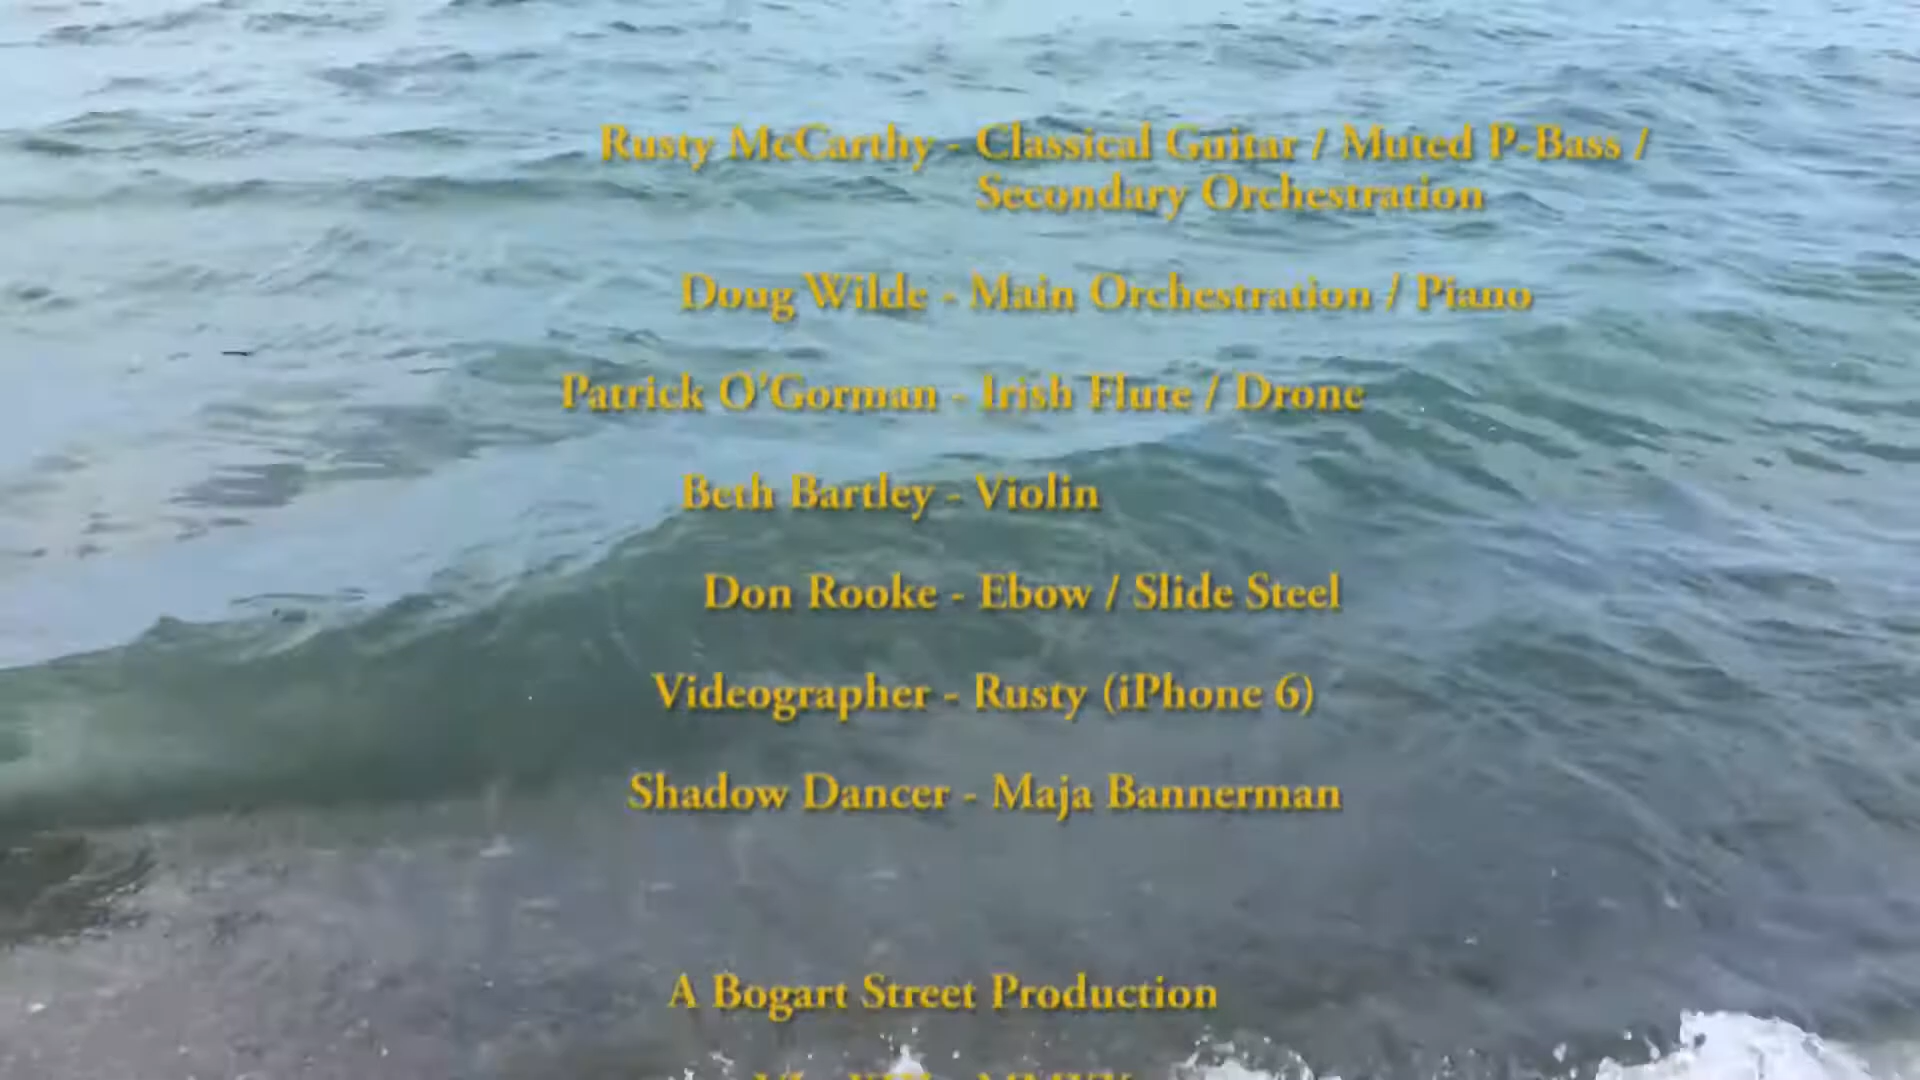 Rusty McCarthy - Classical Guitar / Muted P-Bass /
Secondary Orchestration
Doug Wilde - Main Orchestration / Piano
Patrick O'Gorman - Irish Flute / Drone
Beth Bartley - Violin
Don Rooke - Ebow / Slide Steel
Videographer - Rusty (iPhone 6)
Shadow Dancer - Maja Bannerman
A Bogart Street Production